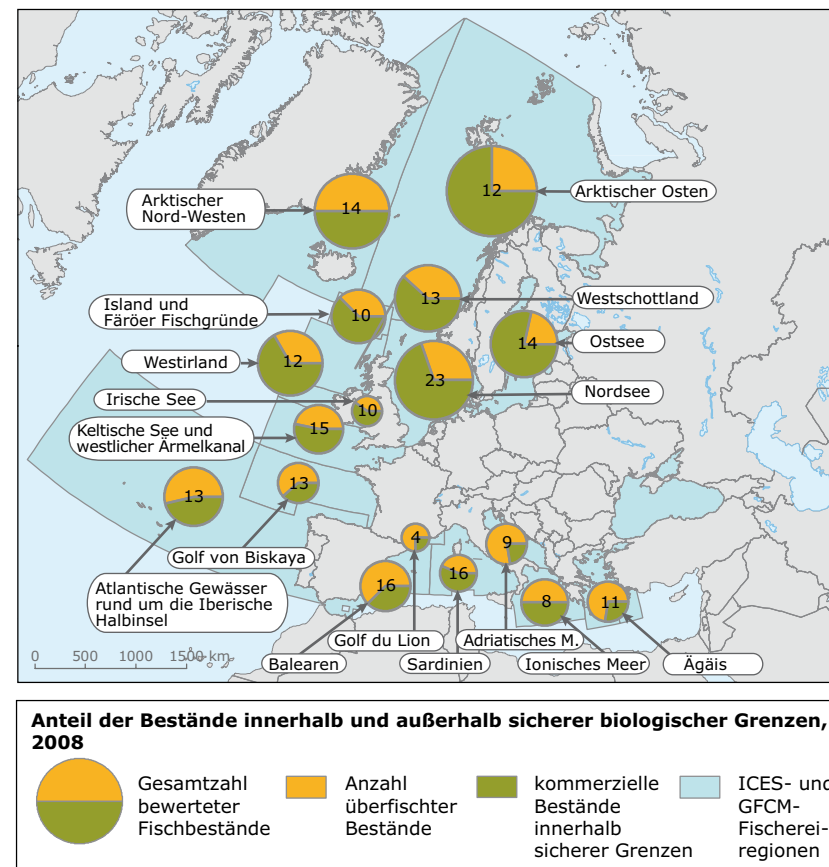 Arktischer
Nord-Westen
14
12
Arktischer Osten
Island und
Färöer Fischgründe
10
13
Westschottland
Westirland
12
14
Ostsee
Irische See
10
23
Nordsee
Keltische See und
westlicher Ärmelkanal
15
13
13
Golf von Biskaya
4
9
Atlantische Gewässer
rund um die Iberische
Halbinsel
16
16
8
11
Golf du Lion
Adriatisches M.
0 500 1000 1500 km
Balearen
Sardinien
Ionisches Meer
Ägäis
Anteil der Bestände innerhalb und außerhalb sicherer biologischer Grenzen,
2008
Gesamtzahl
bewerteter
Fischbestände
Anzahl
überfischter
Bestände
kommerzielle
Bestände
innerhalb
sicherer Grenzen
ICES- und
GFCM-
Fischerei-
regionen